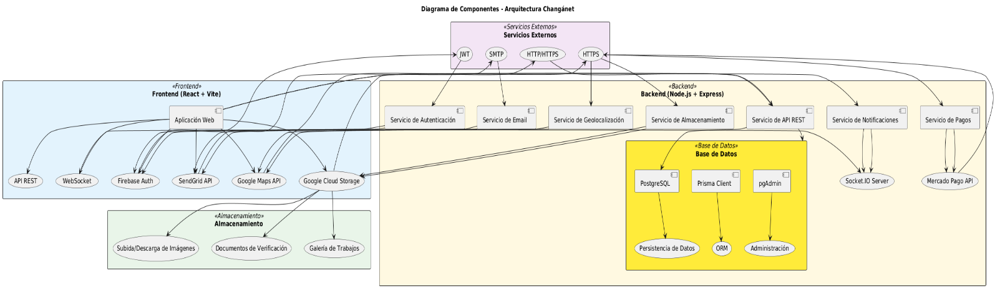 Diagrama de Componentes - Arquitectura Changánet
«Servicios Externos»
Servicios Externos
JWT
SMTP
HTTP/HTTPS
HTTPS
«Frontend»
Frontend (React + Vite)
Aplicación Web
API REST
WebSocket
Firebase Auth
SendGrid API
Google Maps API
Google Cloud Storage
«Backend»
Backend (Node.js + Express)
Servicio de Autenticación
Servicio de Email
Servicio de Geolocalización
Servicio de Almacenamiento
Servicio de API REST
Servicio de Notificaciones
Servicio de Pagos
«Base de Datos»
Base de Datos
PostgreSQL
Prisma Client
pgAdmin
Persistencia de Datos
ORM
Administración
Socket.IO Server
Mercado Pago API
«Almacenamiento»
Almacenamiento
Subida/Descarga de Imágenes
Documentos de Verificación
Galería de Trabajos